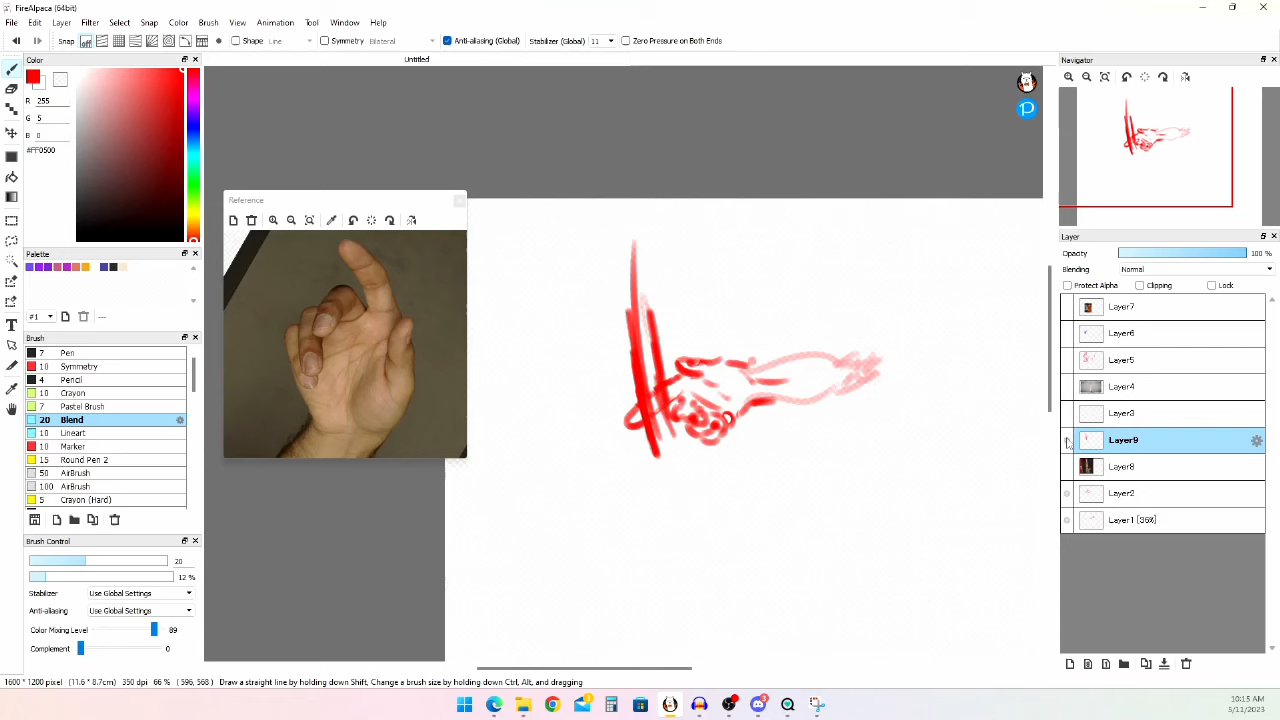 FireAlpaca (64bit)
File Edit Layer Filter Select Snap Color Brush View Animation Tool Window Help
Snap off Shape Line Symmetry Bilateral Anti-aliasing (Global) Stabilizer (Global) 11 Zero Pressure on Both Ends
Color
R 255
G 5
B 0
#FF0500
Palette
#1 ---
Brush
7 Pen
10 Symmetry
4 Pencil
10 Crayon
7 Pastel Brush
20 Blend
10 Lineart
10 Marker
15 Round Pen 2
50 AirBrush
100 AirBrush
5 Crayon (Hard)
Brush Control
20
12 %
Stabilizer Use Global Settings
Anti-aliasing Use Global Settings
Color Mixing Level 89
Complement 0
Untitled
Reference
Navigator
Layer
Opacity 100 %
Blending Normal
Protect Alpha Clipping Lock
Layer7
Layer6
Layer5
Layer4
Layer3
Layer9
Layer8
Layer2
Layer1 [36%]
1600 * 1200 pixel (11.6 * 8.7cm) 350 dpi 66 % ( 596, 568 ) Draw a straight line by holding down Shift, Change a brush size by holding down Ctrl, Alt, and dragging
10:15 AM
5/11/2023